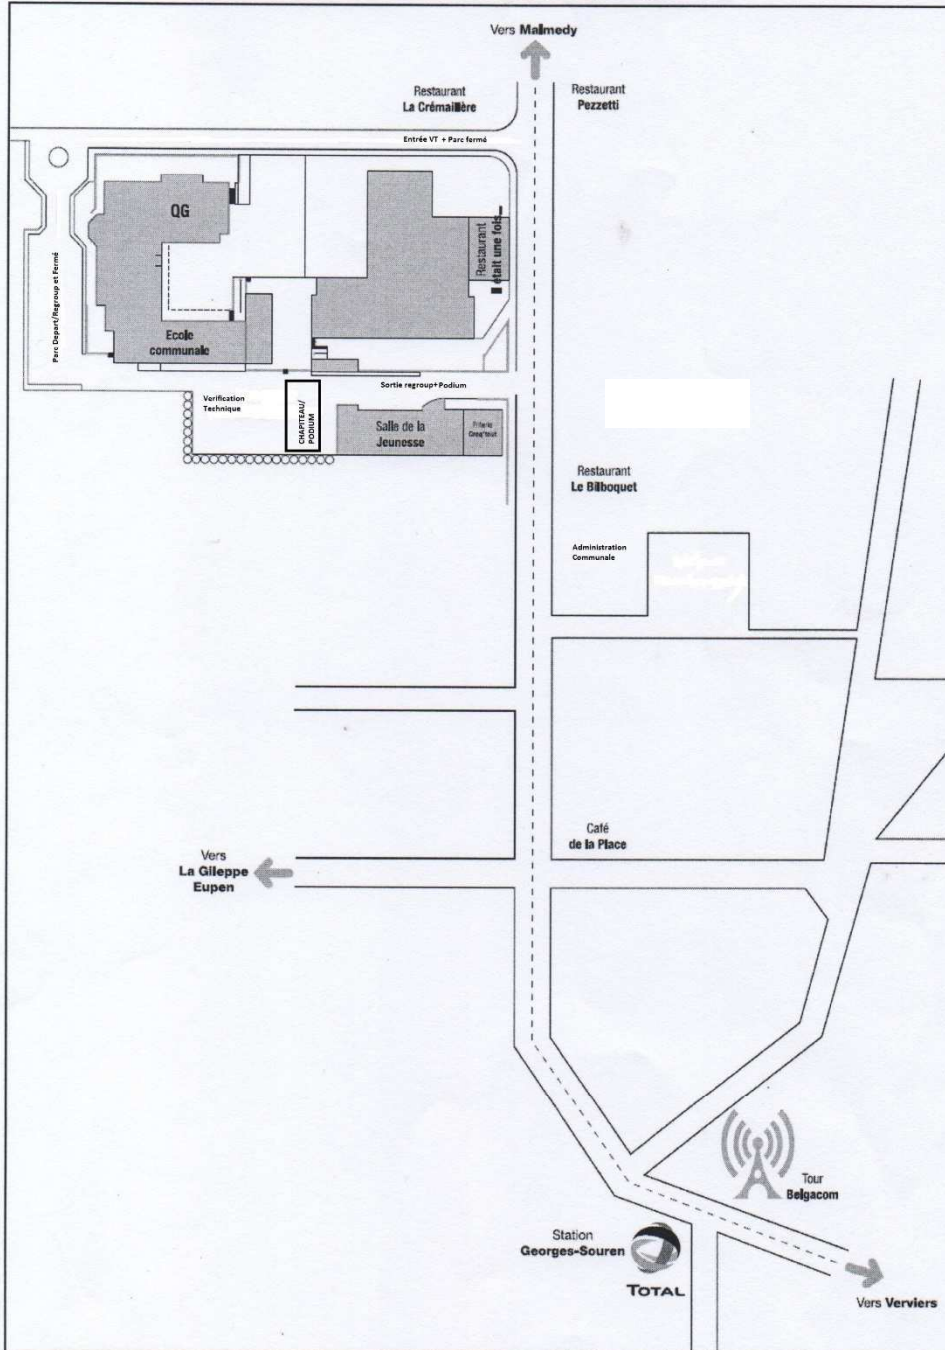 Vers Malmedy
Restaurant
La Crémaillère
Restaurant
Pezzetti
Entrée VT + Parc fermé
QG
Restaurant
était une fois
Parc Depart/Regroup et Fermé
Ecole
communale
Sortie regroup+Podium
Verification
Technique
CHAPITEAU/
PODIUM
Salle de la
Jeunesse
Restaurant
Le Bilboquet
Administration
Communale
Café
de la Place
Vers
La Gileppe
Eupen
Tour
Belgacom
Station
Georges-Souren
TOTAL
Vers Verviers